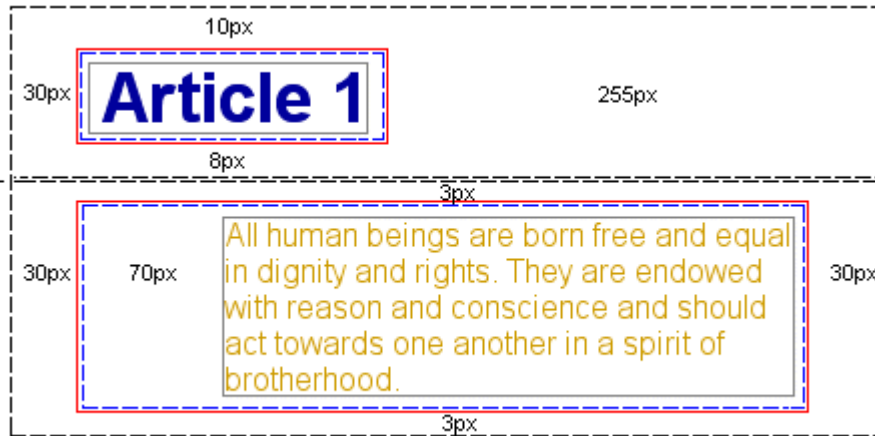 10px
30px
Article 1
255px
8px
3px
30px
70px
All human beings are born free and equal
in dignity and rights. They are endowed
with reason and conscience and should
act towards one another in a spirit of
brotherhood.
30px
3px